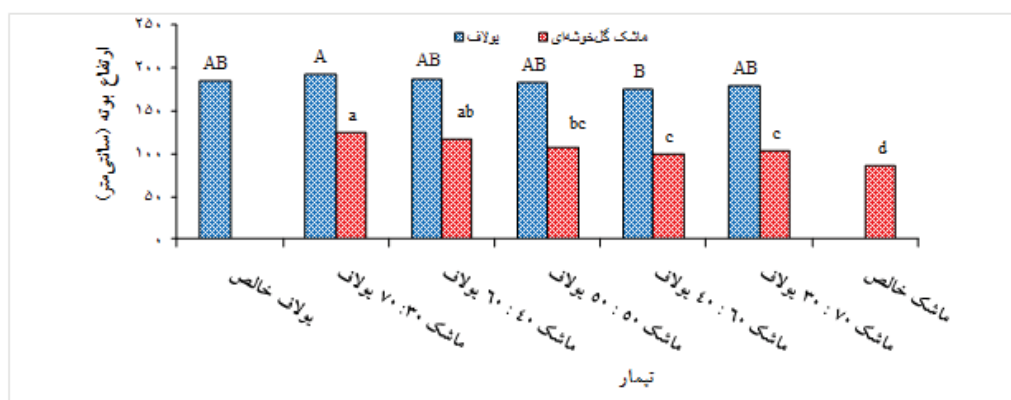 ۲۵۰
۲۰۰
۱۵۰
۱۰۰
۵۰
۰
ارتفاع بوته (سانتی‌متر)
یولاف
ماشک گل‌خوشه‌ای
AB
A
a
AB
ab
AB
bc
B
c
AB
c
d
یولاف خالص
ماشک ۷۰:۳۰ یولاف
ماشک ۴۰ : ۶۰ یولاف
ماشک ۵۰ : ۵۰ یولاف
ماشک ۶۰ : ۴۰ یولاف
ماشک ۷۰ : ۳۰ یولاف
ماشک خالص
تیمار